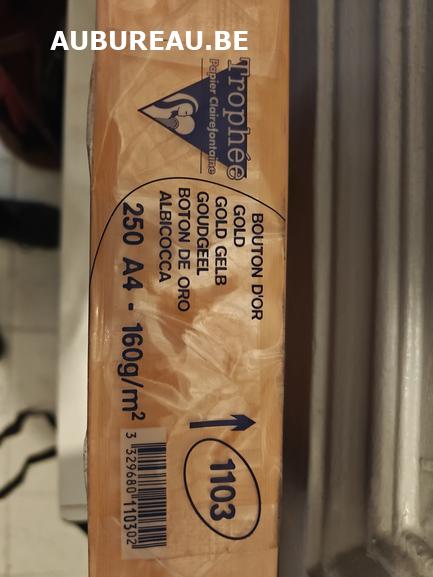 AUBUREAU.BE
Trophée
Papier Clairefontaine
BOUTON D'OR
GOLD
GOLD GELB
GOUDGEEL
BOTON DE ORO
ALBICOCCA
250 A4 - 160g/m²
1103
3 329680 110302